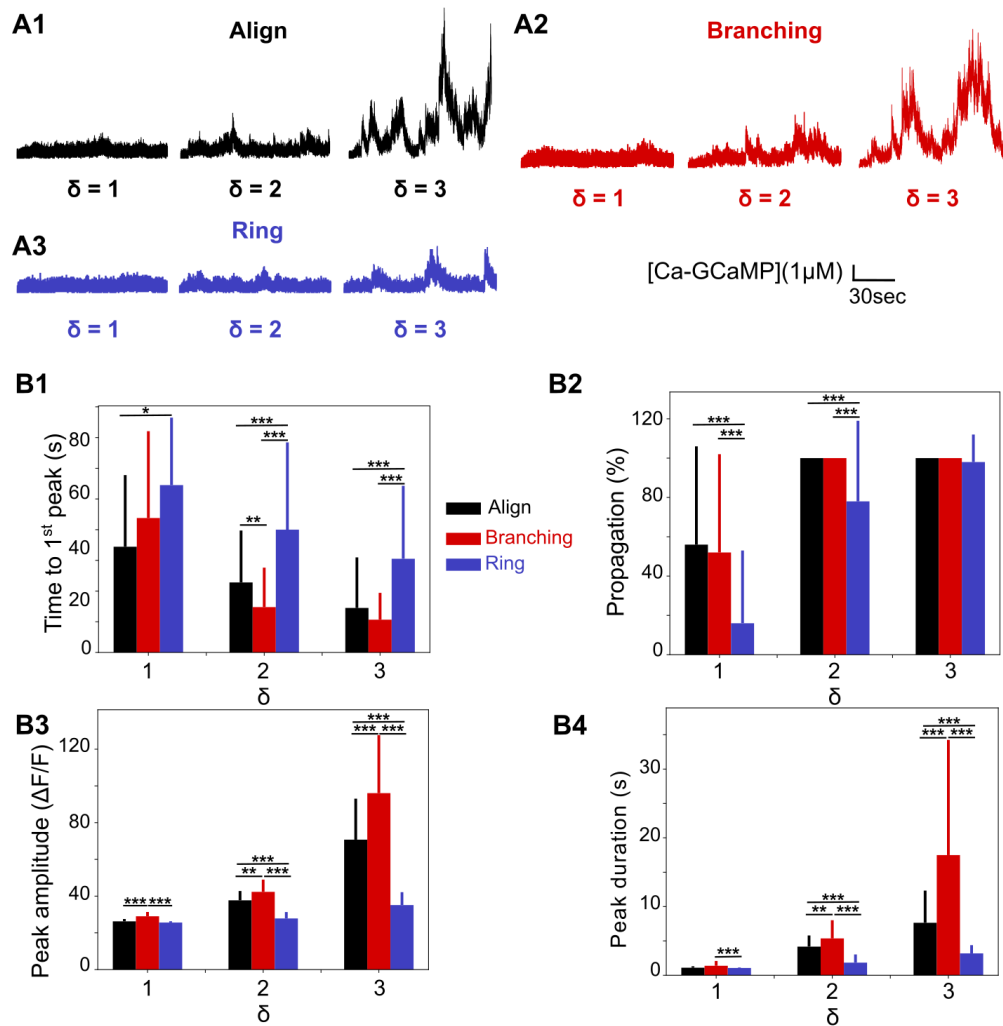 A1
Align
δ = 1
δ = 2
δ = 3
A2
Branching
δ = 1
δ = 2
δ = 3
A3
Ring
δ = 1
δ = 2
δ = 3
[Ca-GCaMP](1µM)
30sec
B1
Time to 1st peak (s)
80
60
40
20
0
*
**
***
***
***
***
1
2
3
δ
Align
Branching
Ring
B2
Propagation (%)
120
80
40
0
***
***
***
***
1
2
3
δ
B3
Peak amplitude (ΔF/F)
120
80
40
0
*** ***
***
** ***
***
*** ***
1
2
3
δ
B4
Peak duration (s)
30
20
10
0
***
***
** ***
***
*** ***
1
2
3
δ